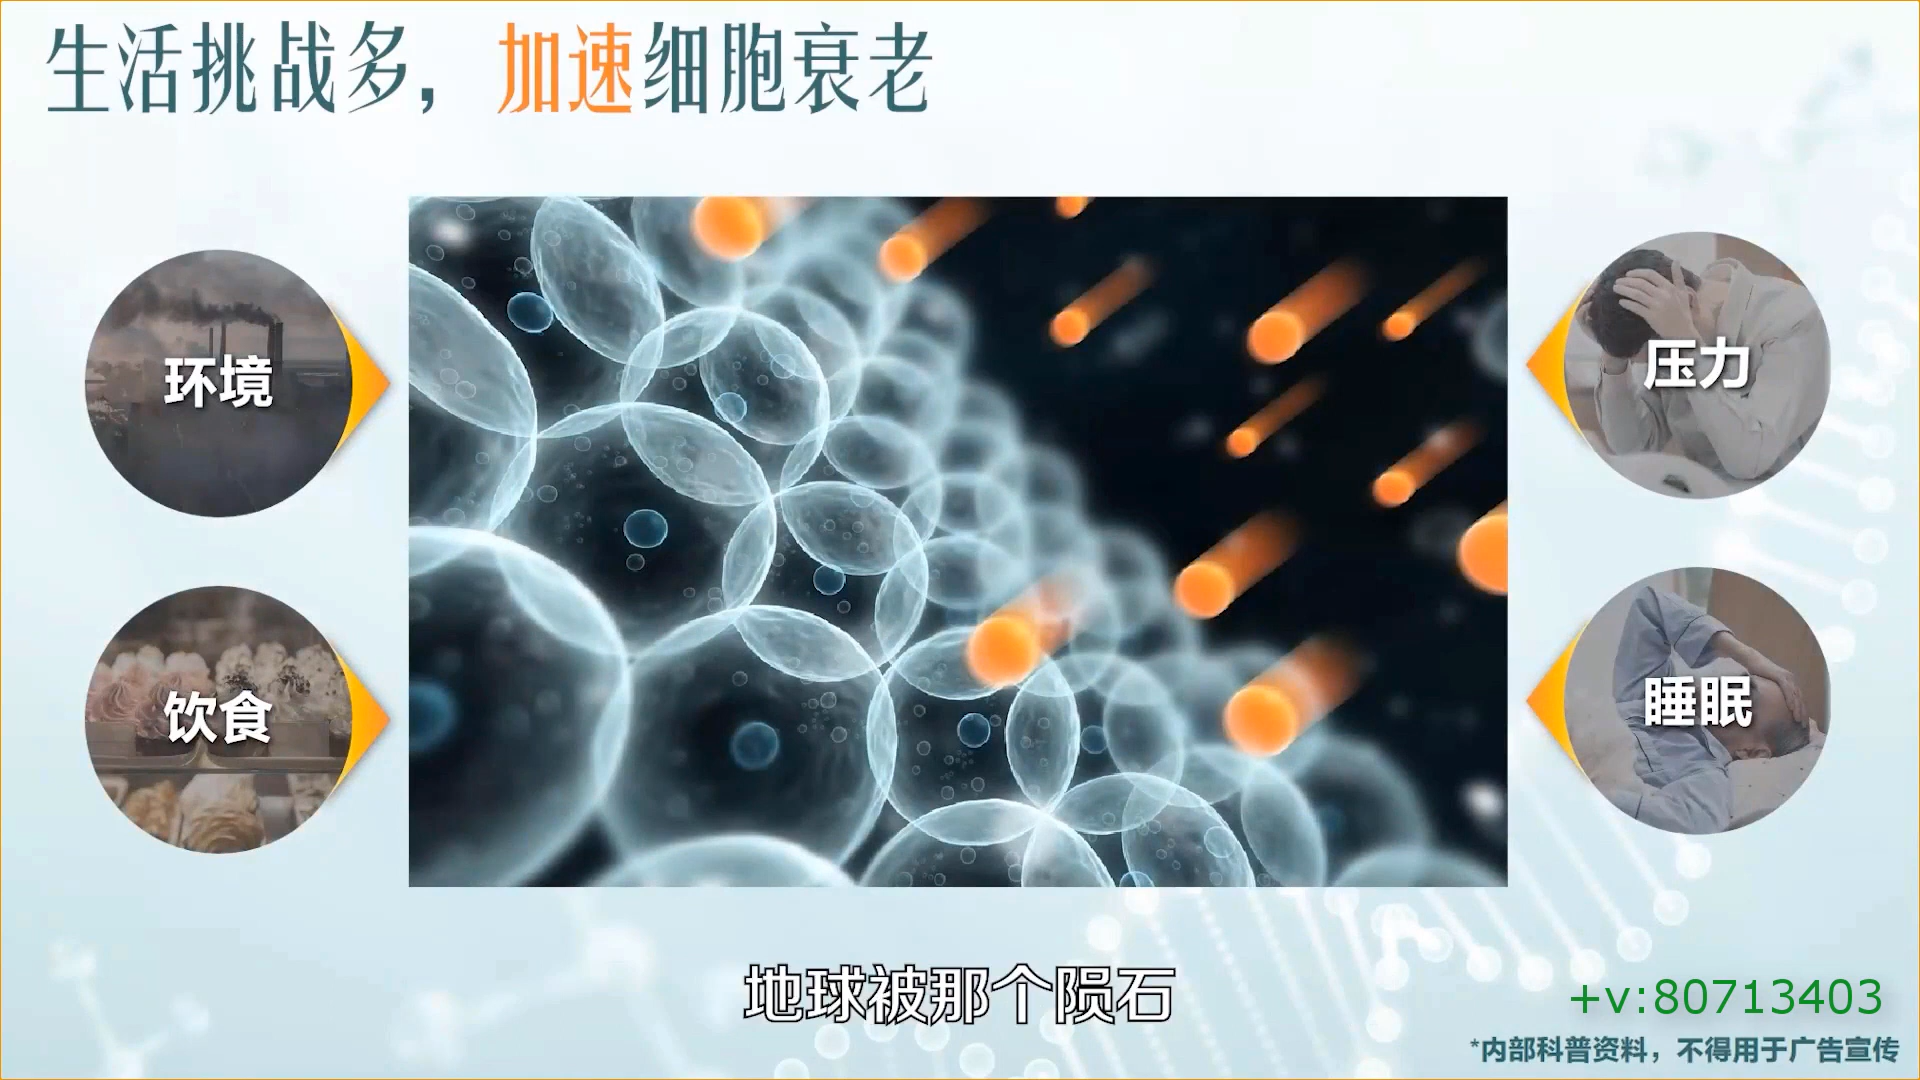 生活挑战多，加速细胞衰老
环境
压力
饮食
睡眠
地球被那个陨石
+v:80713403
*内部科普资料，不得用于广告宣传